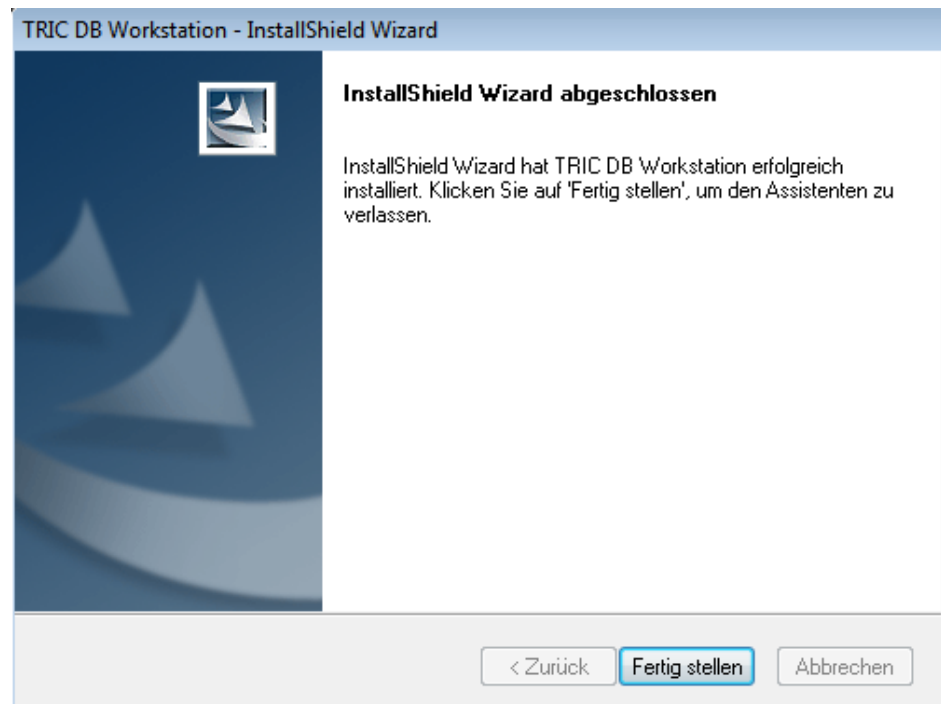 TRIC DB Workstation - InstallShield Wizard
InstallShield Wizard abgeschlossen
InstallShield Wizard hat TRIC DB Workstation erfolgreich
installiert. Klicken Sie auf 'Fertig stellen', um den Assistenten zu
verlassen.
< Zurück Fertig stellen Abbrechen